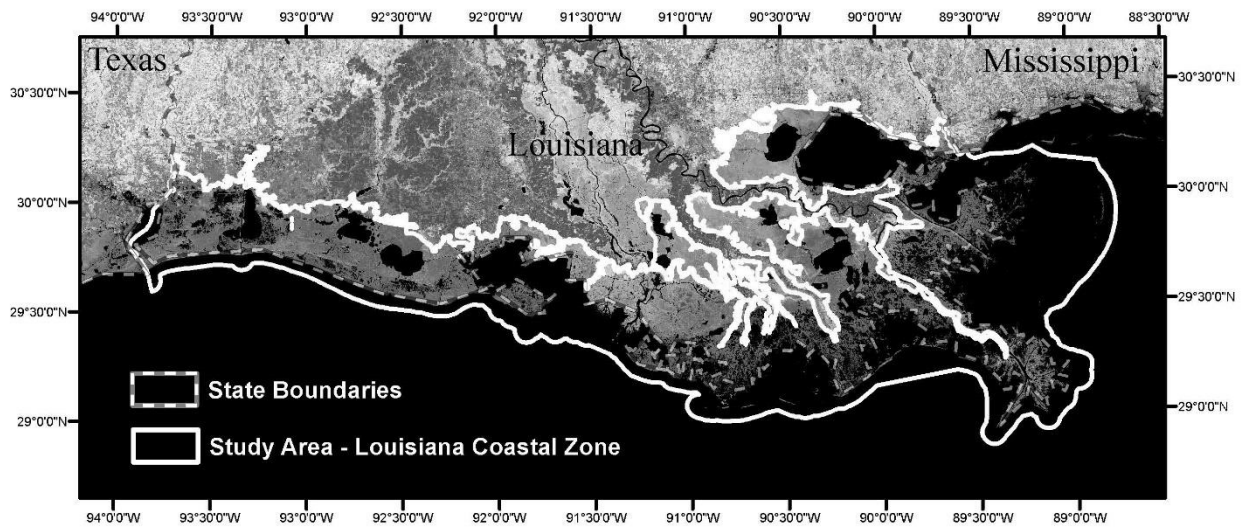 94°0'0"W 93°30'0"W 93°0'0"W 92°30'0"W 92°0'0"W 91°30'0"W 91°0'0"W 90°30'0"W 90°0'0"W 89°30'0"W 89°0'0"W 88°30'0"W
Texas Mississippi
30°30'0"N 30°30'0"N
Louisiana
30°0'0"N 30°0'0"N
29°30'0"N 29°30'0"N
State Boundaries
29°0'0"N 29°0'0"N
Study Area - Louisiana Coastal Zone
94°0'0"W 93°30'0"W 93°0'0"W 92°30'0"W 92°0'0"W 91°30'0"W 91°0'0"W 90°30'0"W 90°0'0"W 89°30'0"W 89°0'0"W